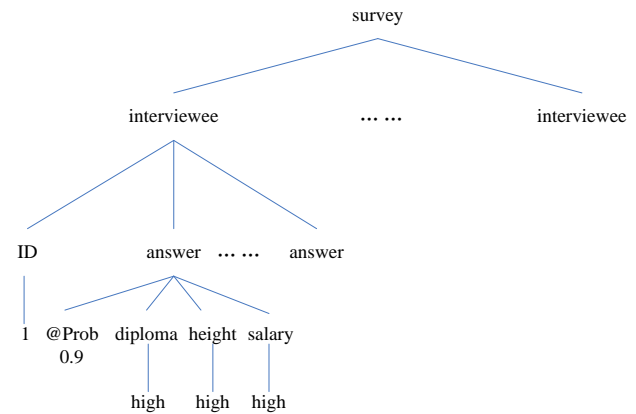 survey
interviewee ... ... interviewee
ID answer ... ... answer
1 @Prob diploma height salary
0.9
high high high